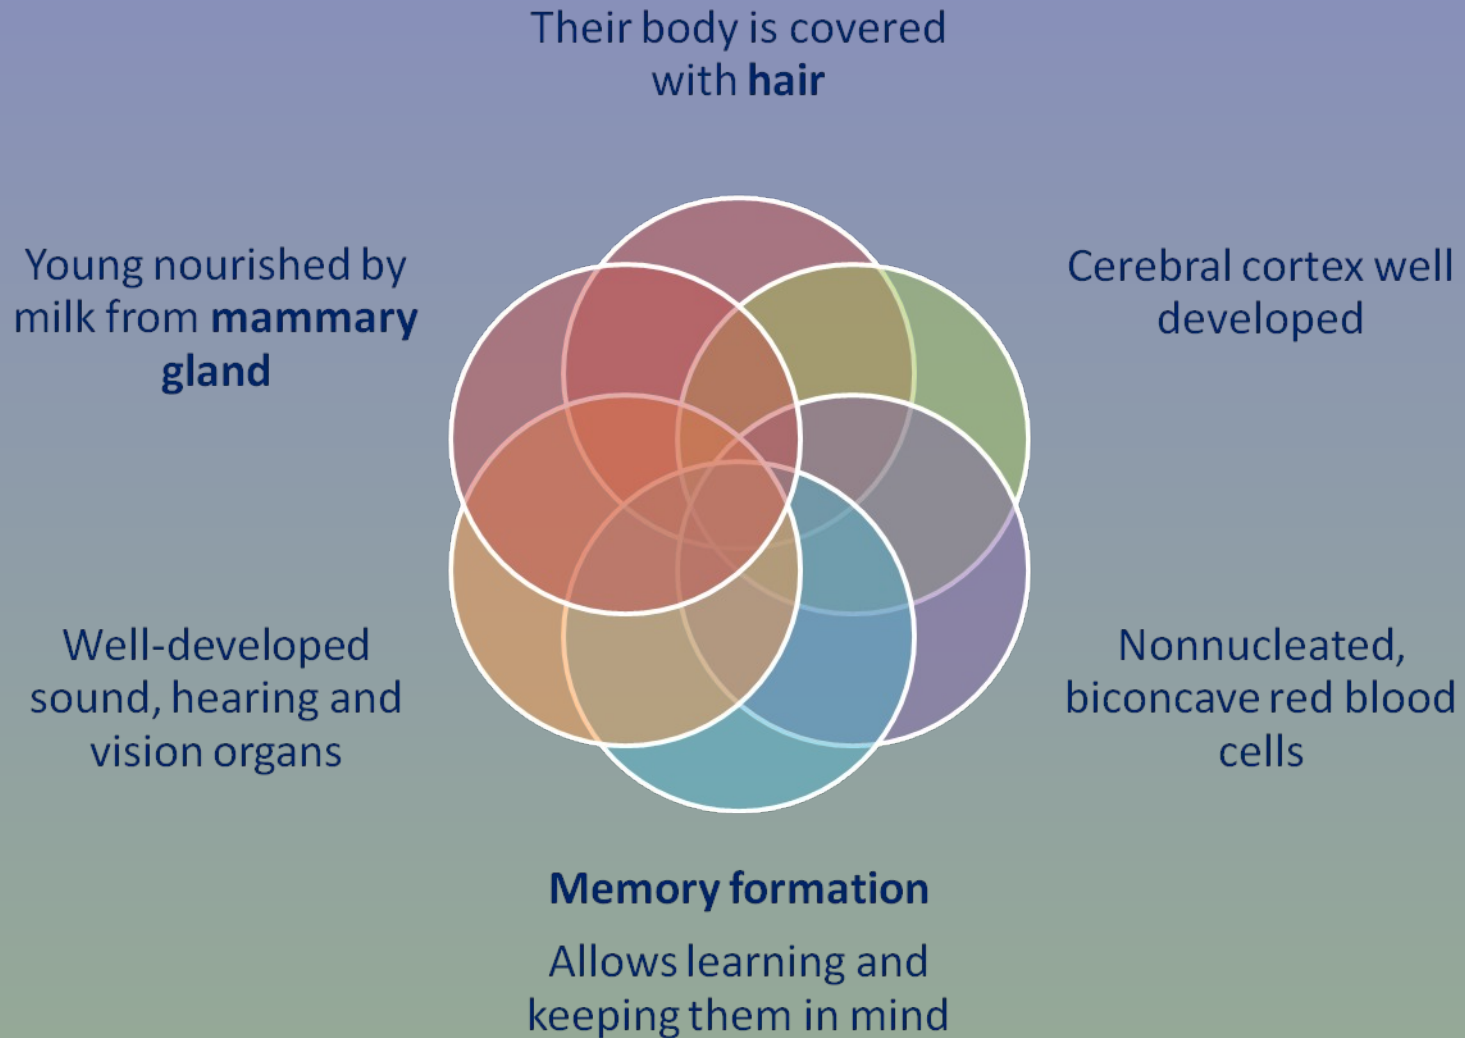 Their body is covered
with hair
Cerebral cortex well
developed
Nonnucleated,
biconcave red blood
cells
Memory formation
Allows learning and
keeping them in mind
Well-developed
sound, hearing and
vision organs
Young nourished by
milk from mammary
gland